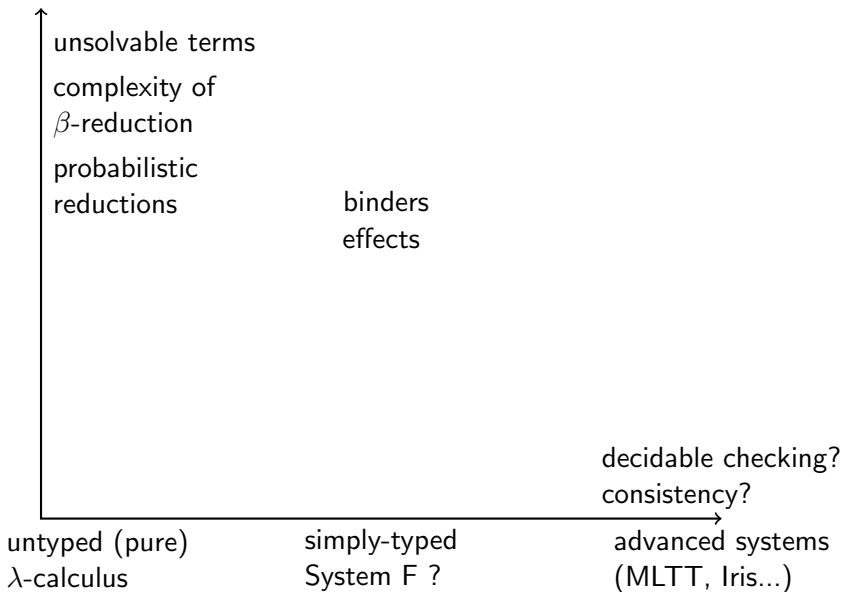 unsolvable terms
complexity of
β-reduction
probabilistic
reductions
binders
effects
decidable checking?
consistency?
untyped (pure)
λ-calculus
simply-typed
System F ?
advanced systems
(MLTT, Iris...)